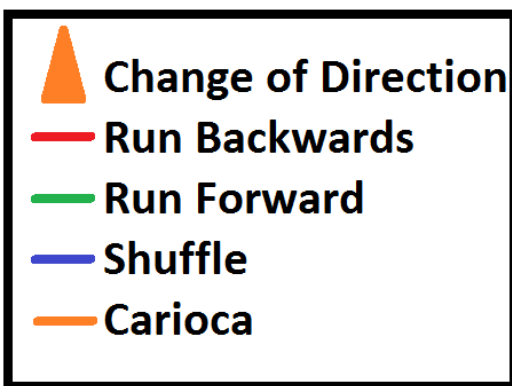 Change of Direction
Run Backwards
Run Forward
Shuffle
Carioca